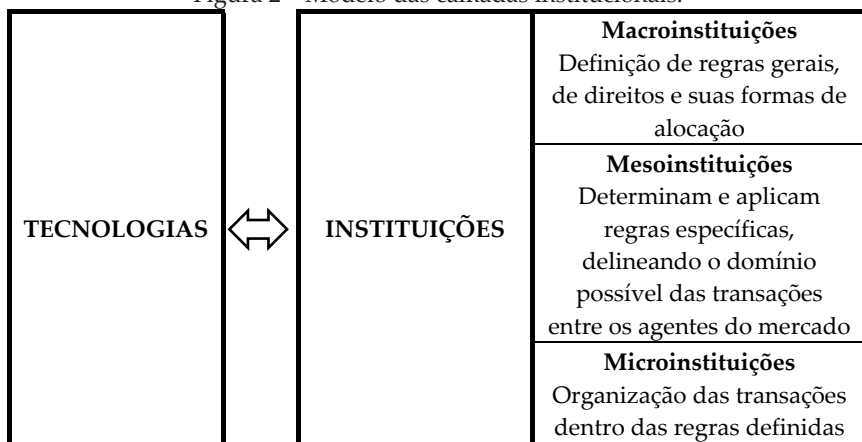 Figura 2 – Modelo das camadas institucionais.
TECNOLOGIAS
INSTITUIÇÕES
Macroinstituições
Definição de regras gerais,
de direitos e suas formas de
alocação
Mesoinstituições
Determinam e aplicam
regras específicas,
delineando o domínio
possível das transações
entre os agentes do mercado
Microinstituições
Organização das transações
dentro das regras definidas